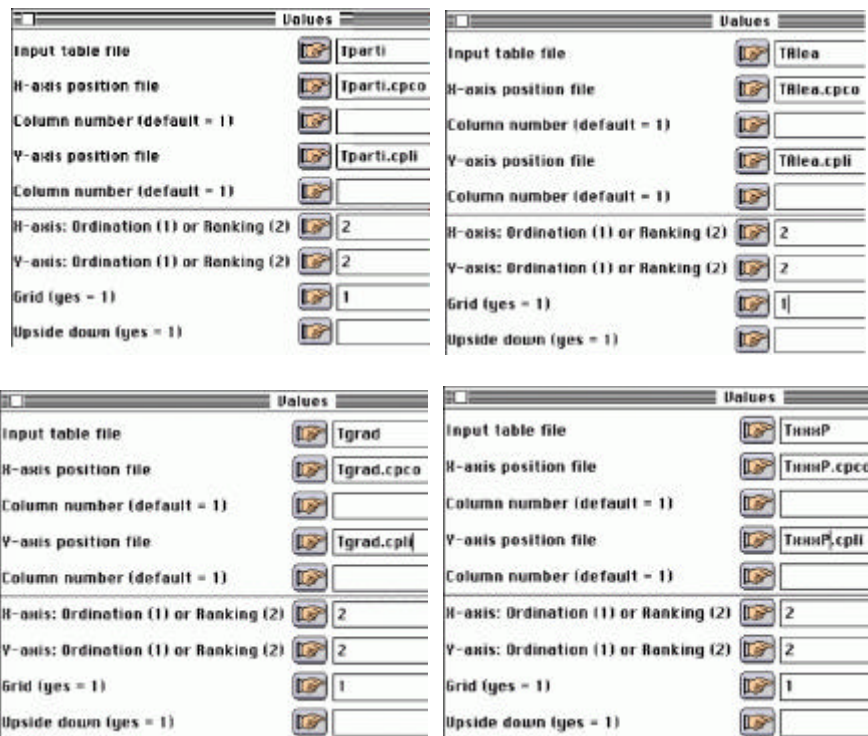 Values
Input table file Tparti
X-axis position file Tparti.cpco
Column number (default = 1)
Y-axis position file Tparti.cpli
Column number (default = 1)
X-axis: Ordination (1) or Ranking (2) 2
Y-axis: Ordination (1) or Ranking (2) 2
Grid (yes = 1) 1
Upside down (yes = 1)
Values
Input table file TAlea
X-axis position file TAlea.cpco
Column number (default = 1)
Y-axis position file TAlea.cpli
Column number (default = 1)
X-axis: Ordination (1) or Ranking (2) 2
Y-axis: Ordination (1) or Ranking (2) 2
Grid (yes = 1) 1
Upside down (yes = 1)
Values
Input table file Tgrad
X-axis position file Tgrad.cpco
Column number (default = 1)
Y-axis position file Tgrad.cpli
Column number (default = 1)
X-axis: Ordination (1) or Ranking (2) 2
Y-axis: Ordination (1) or Ranking (2) 2
Grid (yes = 1) 1
Upside down (yes = 1)
Values
Input table file
X-axis position file
Column number (default = 1)
Y-axis position file
Column number (default = 1)
X-axis: Ordination (1) or Ranking (2) 2
Y-axis: Ordination (1) or Ranking (2) 2
Grid (yes = 1) 1
Upside down (yes = 1)